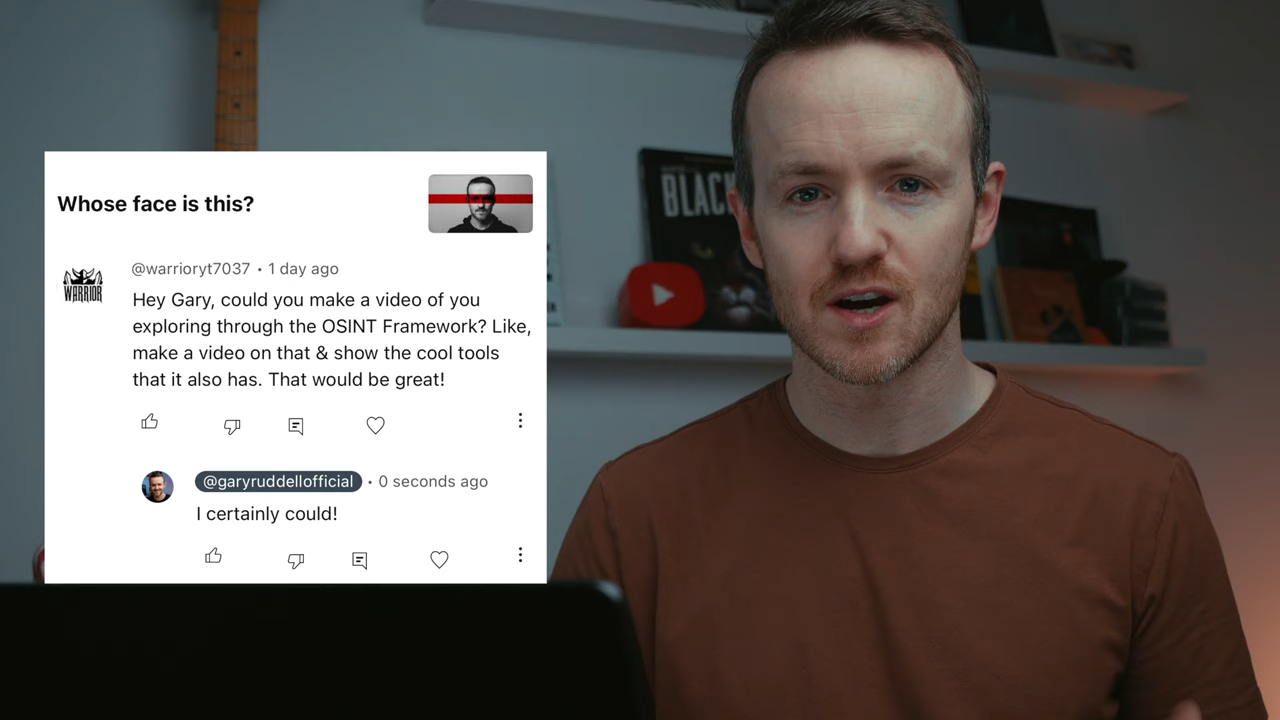 Whose face is this?
@warrioryt7037 • 1 day ago
WARRIOR
Hey Gary, could you make a video of you
exploring through the OSINT Framework? Like,
make a video on that & show the cool tools
that it also has. That would be great!
@garyruddellofficial • 0 seconds ago
I certainly could!
BLACK